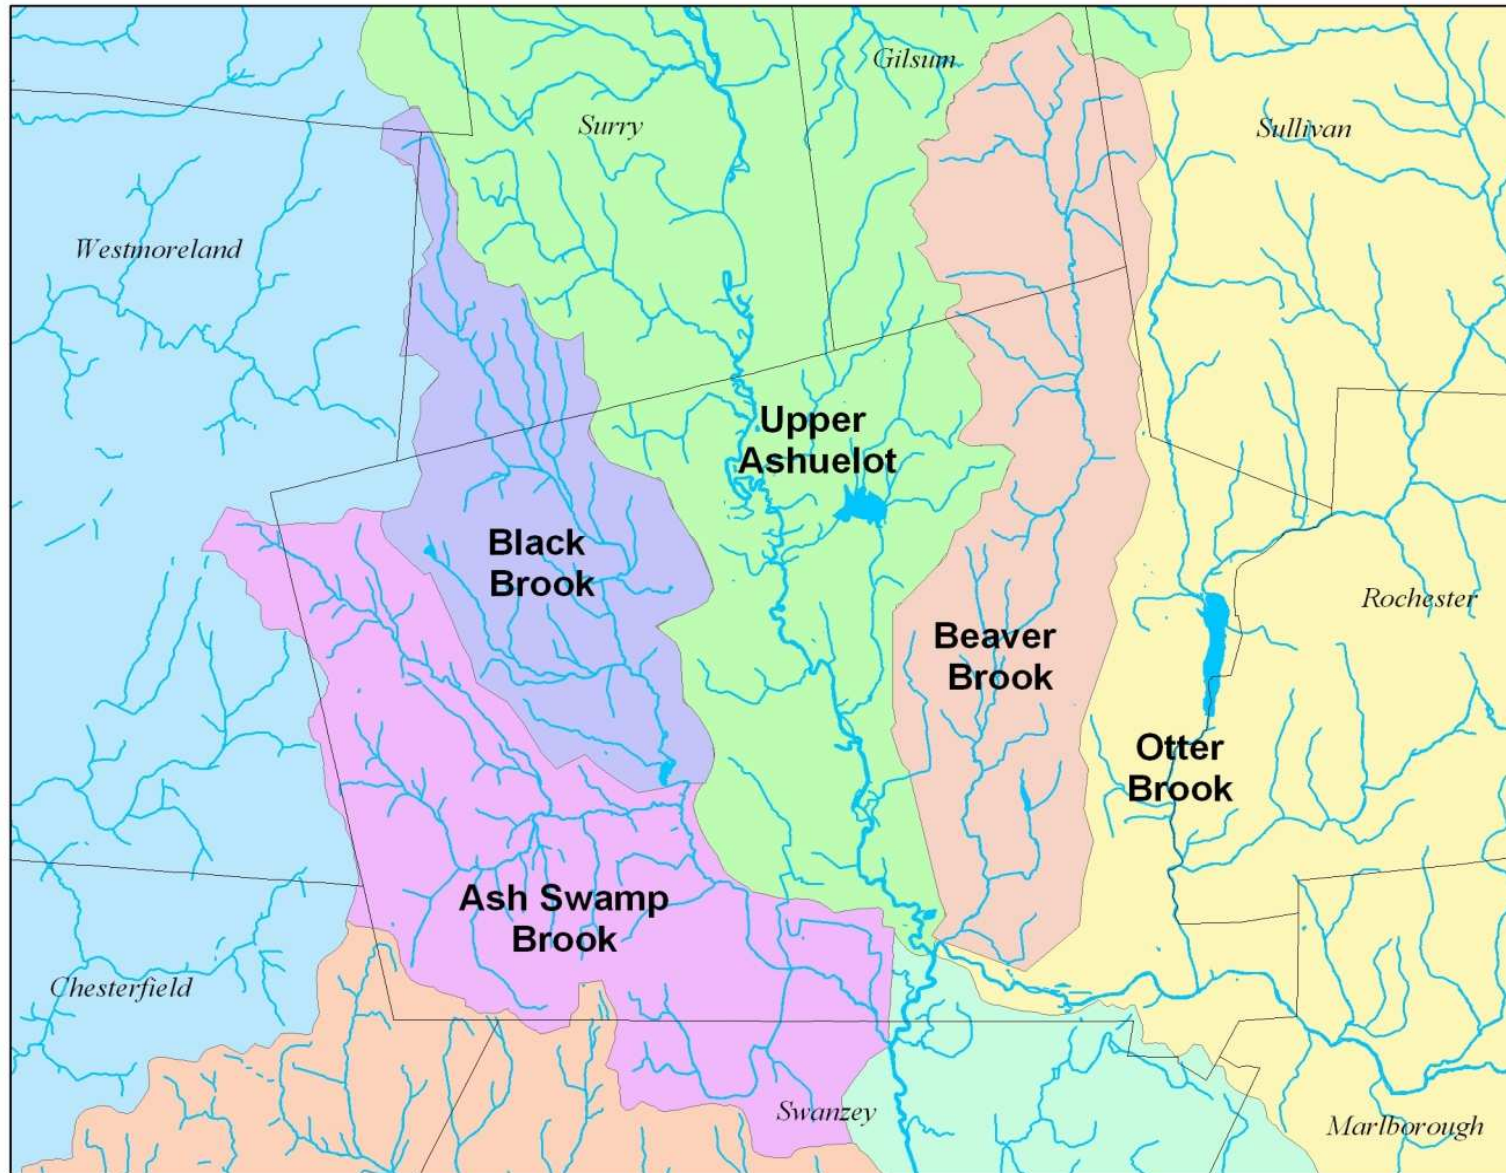 Gilsum
Surry
Sullivan
Westmoreland
Upper
Ashuelot
Black
Brook
Rochester
Beaver
Brook
Otter
Brook
Ash Swamp
Brook
Chesterfield
Swanzey
Marlborough